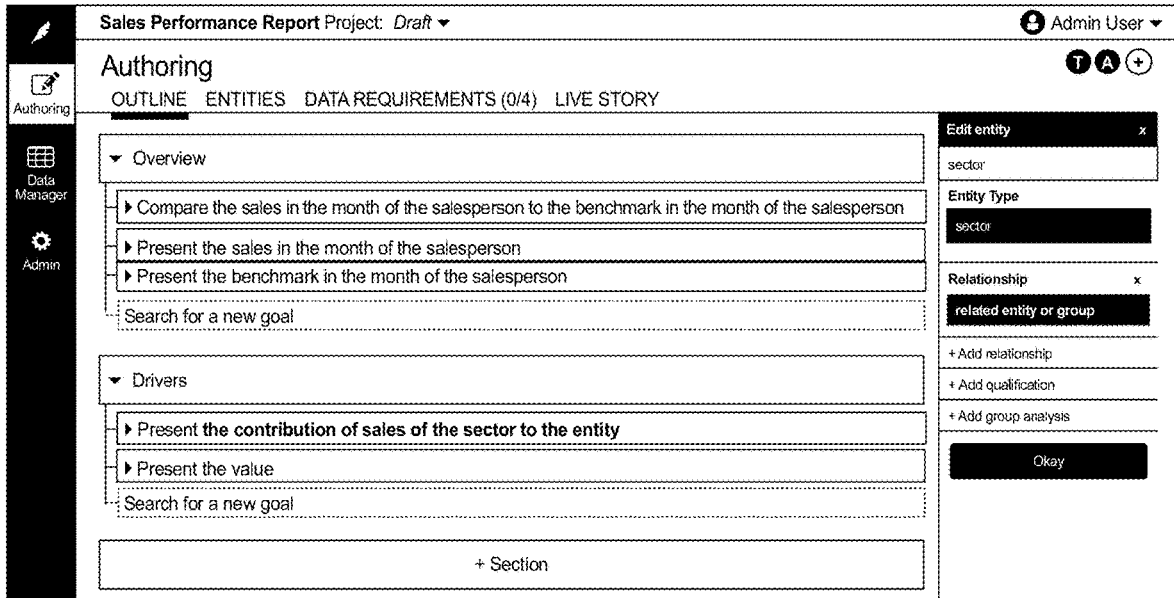 Sales Performance Report Project: Draft
Admin User
Authoring
T A +
OUTLINE ENTITIES DATA REQUIREMENTS (0/4) LIVE STORY
Authoring
Data
Manager
Admin
Overview
Compare the sales in the month of the salesperson to the benchmark in the month of the salesperson
Present the sales in the month of the salesperson
Present the benchmark in the month of the salesperson
Search for a new goal
Drivers
Present the contribution of sales of the sector to the entity
Present the value
Search for a new goal
+ Section
Edit entity x
sector
Entity Type
sector
Relationship x
related entity or group
+ Add relationship
+ Add qualification
+ Add group analysis
Okay